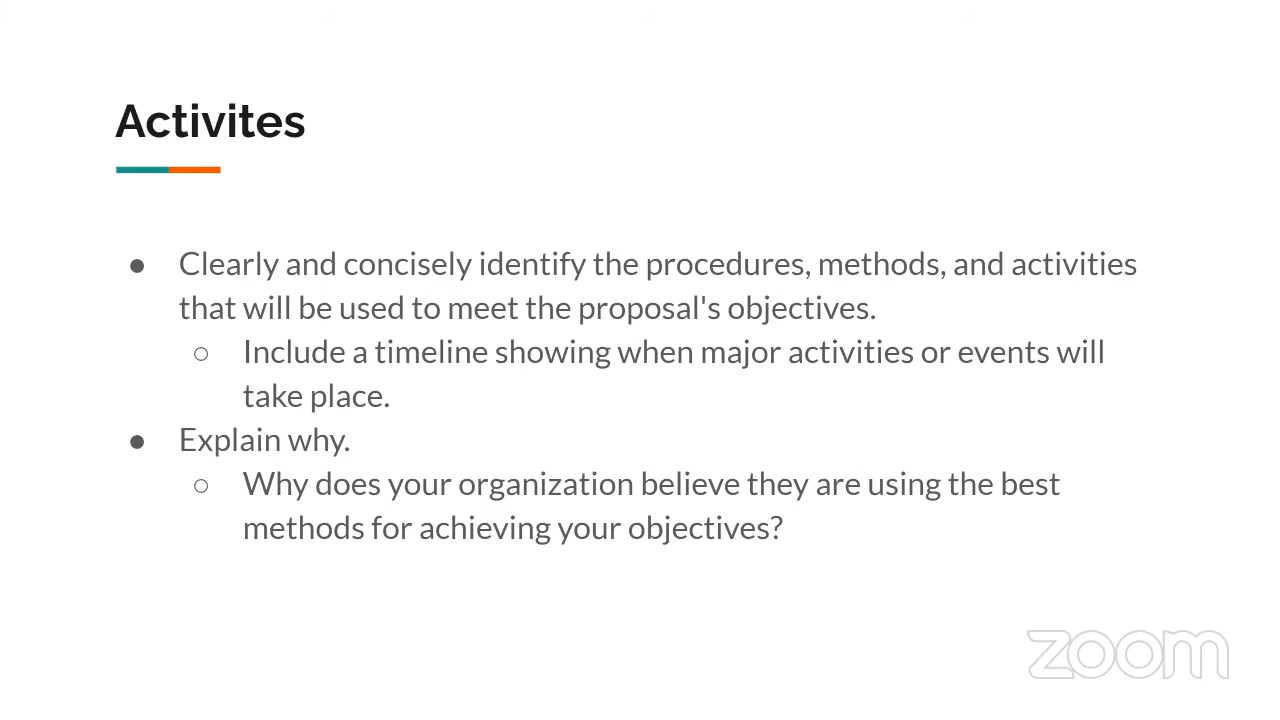 Activites
● Clearly and concisely identify the procedures, methods, and activities
that will be used to meet the proposal's objectives.
○ Include a timeline showing when major activities or events will
take place.
● Explain why.
○ Why does your organization believe they are using the best
methods for achieving your objectives?
zoom